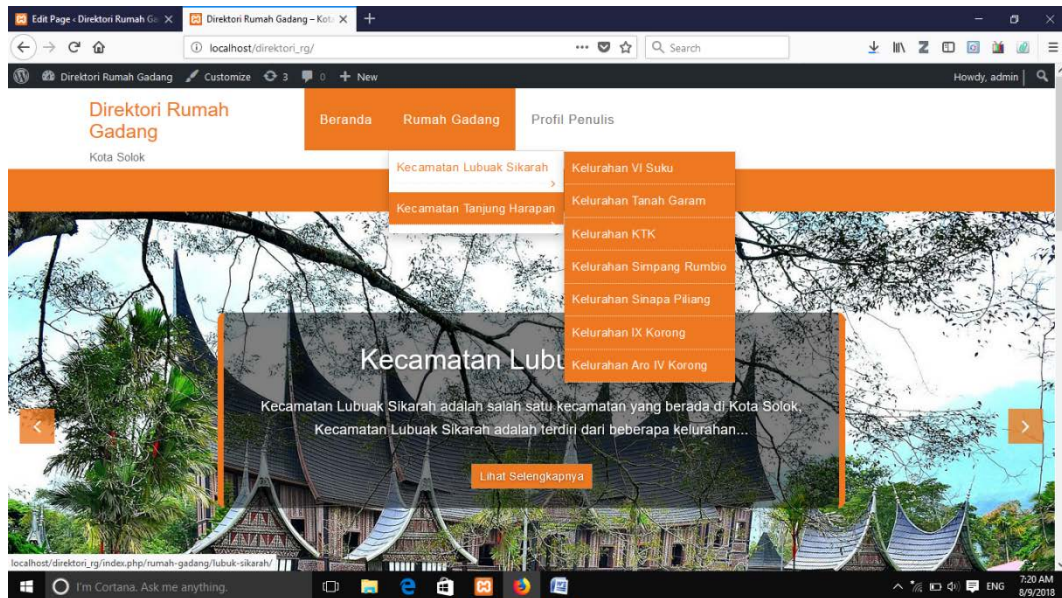 Edit Page ‹ Direktori Rumah Ga
Direktori Rumah Gadang – Kota
localhost/direktori_rg/
Search
Direktori Rumah Gadang
Customize
3
0
New
Howdy, admin
Direktori Rumah
Gadang
Kota Solok
Beranda
Rumah Gadang
Profil Penulis
Kecamatan Lubuak Sikarah
Kecamatan Tanjung Harapan
Kelurahan VI Suku
Kelurahan Tanah Garam
Kelurahan KTK
Kelurahan Simpang Rumbio
Kelurahan Sinapa Piliang
Kelurahan IX Korong
Kelurahan Aro IV Korong
Kecamatan Lubu
Kecamatan Lubuak Sikarah adalah salah satu kecamatan yang berada di Kota Solok,
Kecamatan Lubuak Sikarah adalah terdiri dari beberapa kelurahan...
Lihat Selengkapnya
localhost/direktori_rg/index.php/rumah-gadang/lubuk-sikarah/
I'm Cortana. Ask me anything.
ENG
7:20 AM
8/9/2018